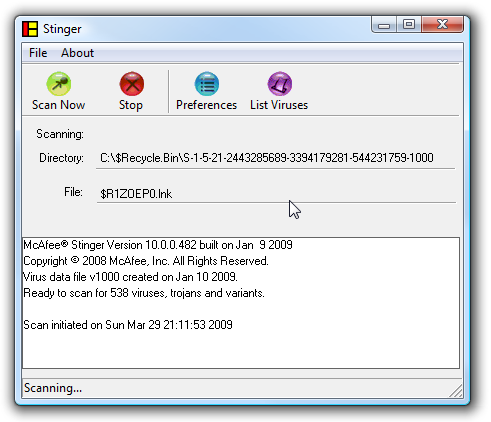 Stinger
File About
Scan Now Stop Preferences List Viruses
Scanning:
Directory: C:\$Recycle.Bin\S-1-5-21-2443285689-3394179281-544231759-1000
File: $R1ZOEP0.lnk
McAfee® Stinger Version 10.0.0.482 built on Jan  9 2009
Copyright © 2008 McAfee, Inc. All Rights Reserved.
Virus data file v1000 created on Jan 10 2009.
Ready to scan for 538 viruses, trojans and variants.
Scan initiated on Sun Mar 29 21:11:53 2009
Scanning...